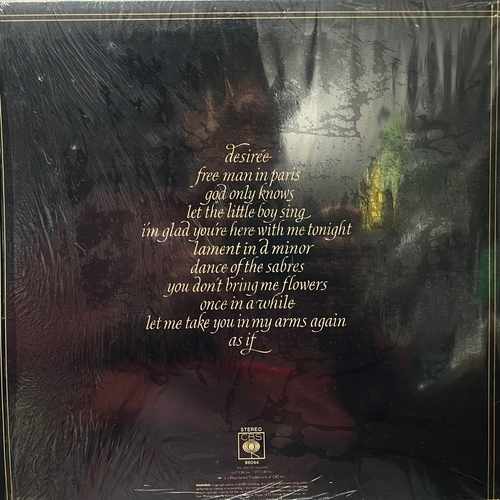 desirée
free man in paris
god only knows
let the little boy sing
i'm glad you're here with me tonight
lament in d minor
dance of the sabres
you don't bring me flowers
once in a while
let me take you in my arms again
as if
STEREO
CBS
86044